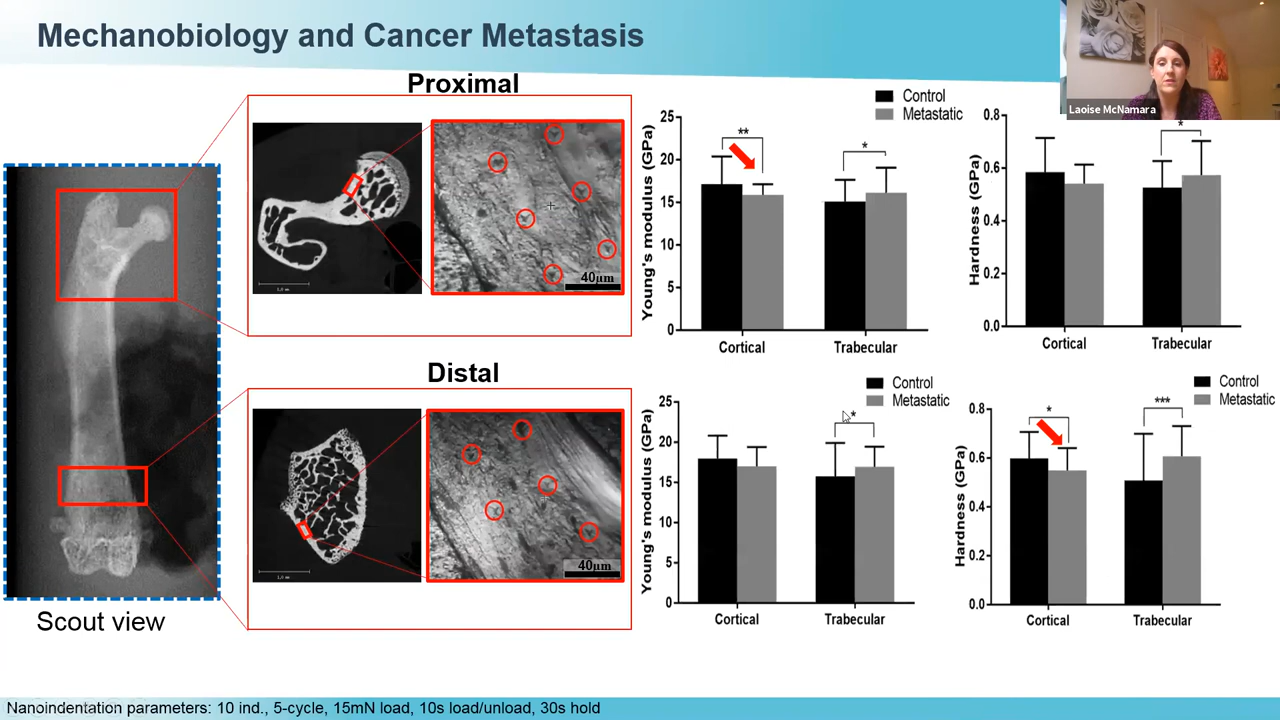 Mechanobiology and Cancer Metastasis
Laoise McNamara
Proximal
40μm
Distal
40μm
Scout view
Control
Metastatic
Young's modulus (GPa)
25
20
15
10
5
0
**
*
Cortical
Trabecular
Hardness (GPa)
0.8
0.6
0.4
0.2
0.0
*
Cortical
Trabecular
Control
Metastatic
Young's modulus (GPa)
25
20
15
10
5
0
*
Cortical
Trabecular
Control
Metastatic
Hardness (GPa)
0.8
0.6
0.4
0.2
0.0
*
***
Cortical
Trabecular
Nanoindentation parameters: 10 ind., 5-cycle, 15mN load, 10s load/unload, 30s hold